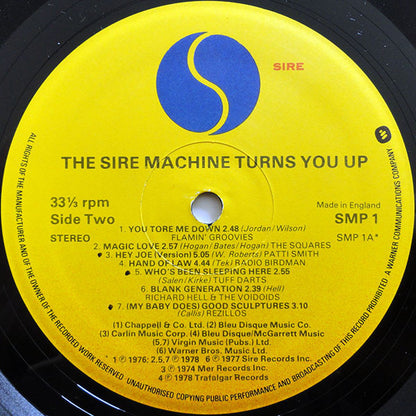 SIRE
THE SIRE MACHINE TURNS YOU UP
33⅓ rpm
Side Two
STEREO
Made in England
SMP 1
SMP 1A*
1. YOU TORE ME DOWN 2.48 (Jordan/Wilson)
FLAMIN' GROOVIES
2. MAGIC LOVE 2.57 (Hogan/Bates/Hogan) THE SQUARES
3. HEY JOE (Version) 5.05 (W. Roberts) PATTI SMITH
4. HAND OF LAW 4.44 (Tek) RADIO BIRDMAN
5. WHO'S BEEN SLEEPING HERE 2.55
(Salen/Kirke) TUFF DARTS
6. BLANK GENERATION 2.39 (Hell)
RICHARD HELL & THE VOIDOIDS
7. (MY BABY DOES) GOOD SCULPTURES 3.10
(Callis) REZILLOS
(1) Chappell & Co. Ltd. (2) Bleu Disque Music Co.
(3) Carlin Music Corp. (4) Bleu Disque/McGarrett Music
(5,7) Virgin Music (Pubs.) Ltd.
(6) Warner Bros. Music Ltd.
1 ℗ 1976: 2,5,7 ℗ 1978 6 ℗ 1977 Sire Records Inc.
3 ℗ 1974 Mer Records Inc.
4 ℗ 1978 Trafalgar Records
ALL RIGHTS OF THE MANUFACTURER AND OF THE OWNER OF THE RECORDED WORK RESERVED. UNAUTHORISED COPYING PUBLIC PERFORMANCE AND BROADCASTING OF THIS RECORD PROHIBITED
A WARNER COMMUNICATIONS COMPANY